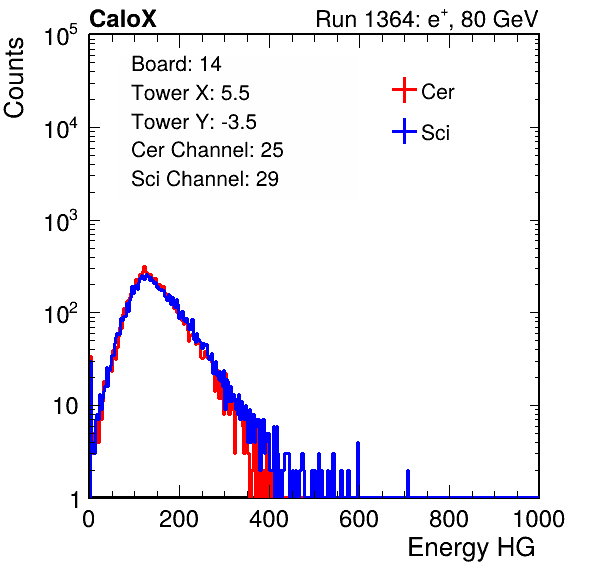 CaloX Run 1364: e⁺, 80 GeV
Counts
10⁵
10⁴
10³
10²
10
1
Board: 14
Tower X: 5.5
Tower Y: -3.5
Cer Channel: 25
Sci Channel: 29
Cer
Sci
0 200 400 600 800 1000
Energy HG